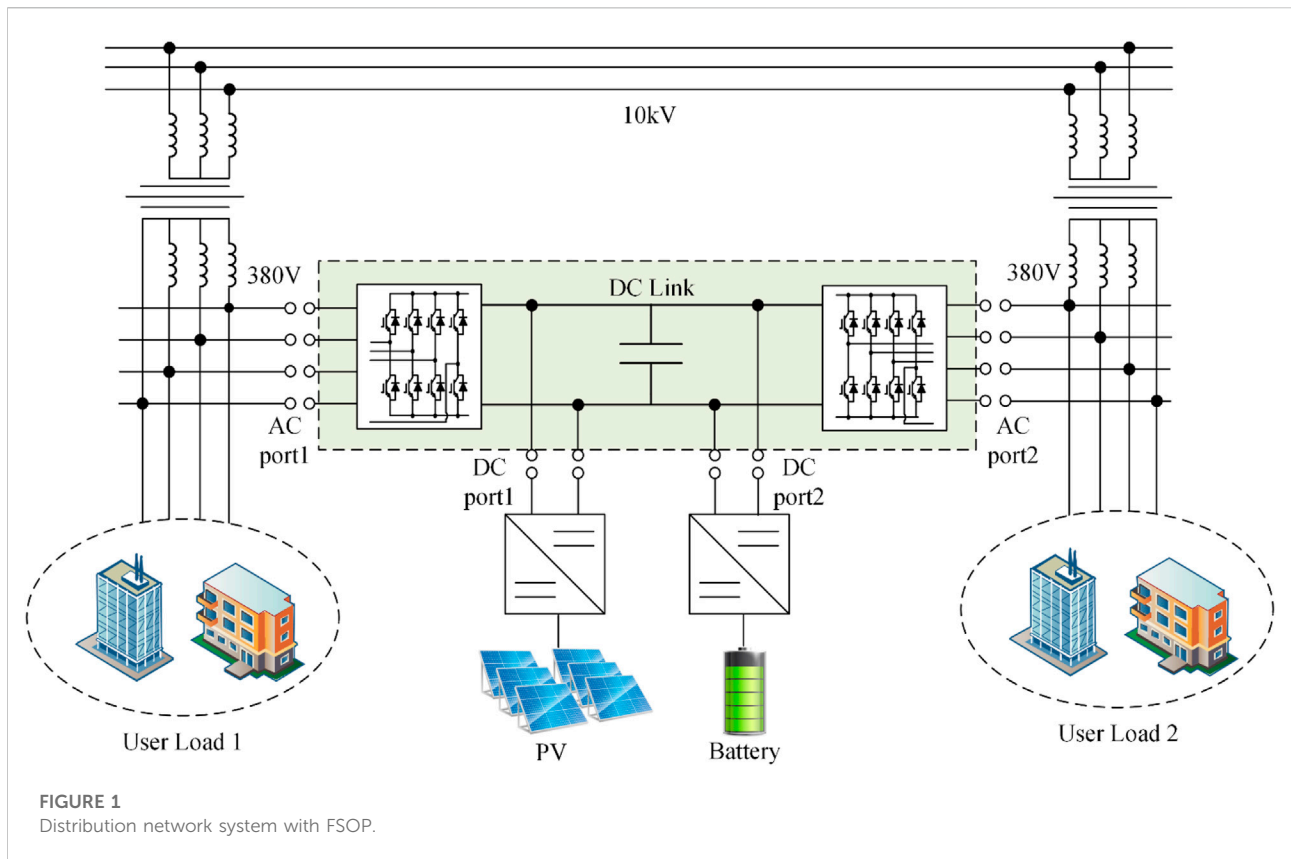 10kV
380V
DC Link
380V
AC
port1
DC
port1
DC
port2
AC
port2
User Load 1
PV
Battery
User Load 2
FIGURE 1
Distribution network system with FSOP.